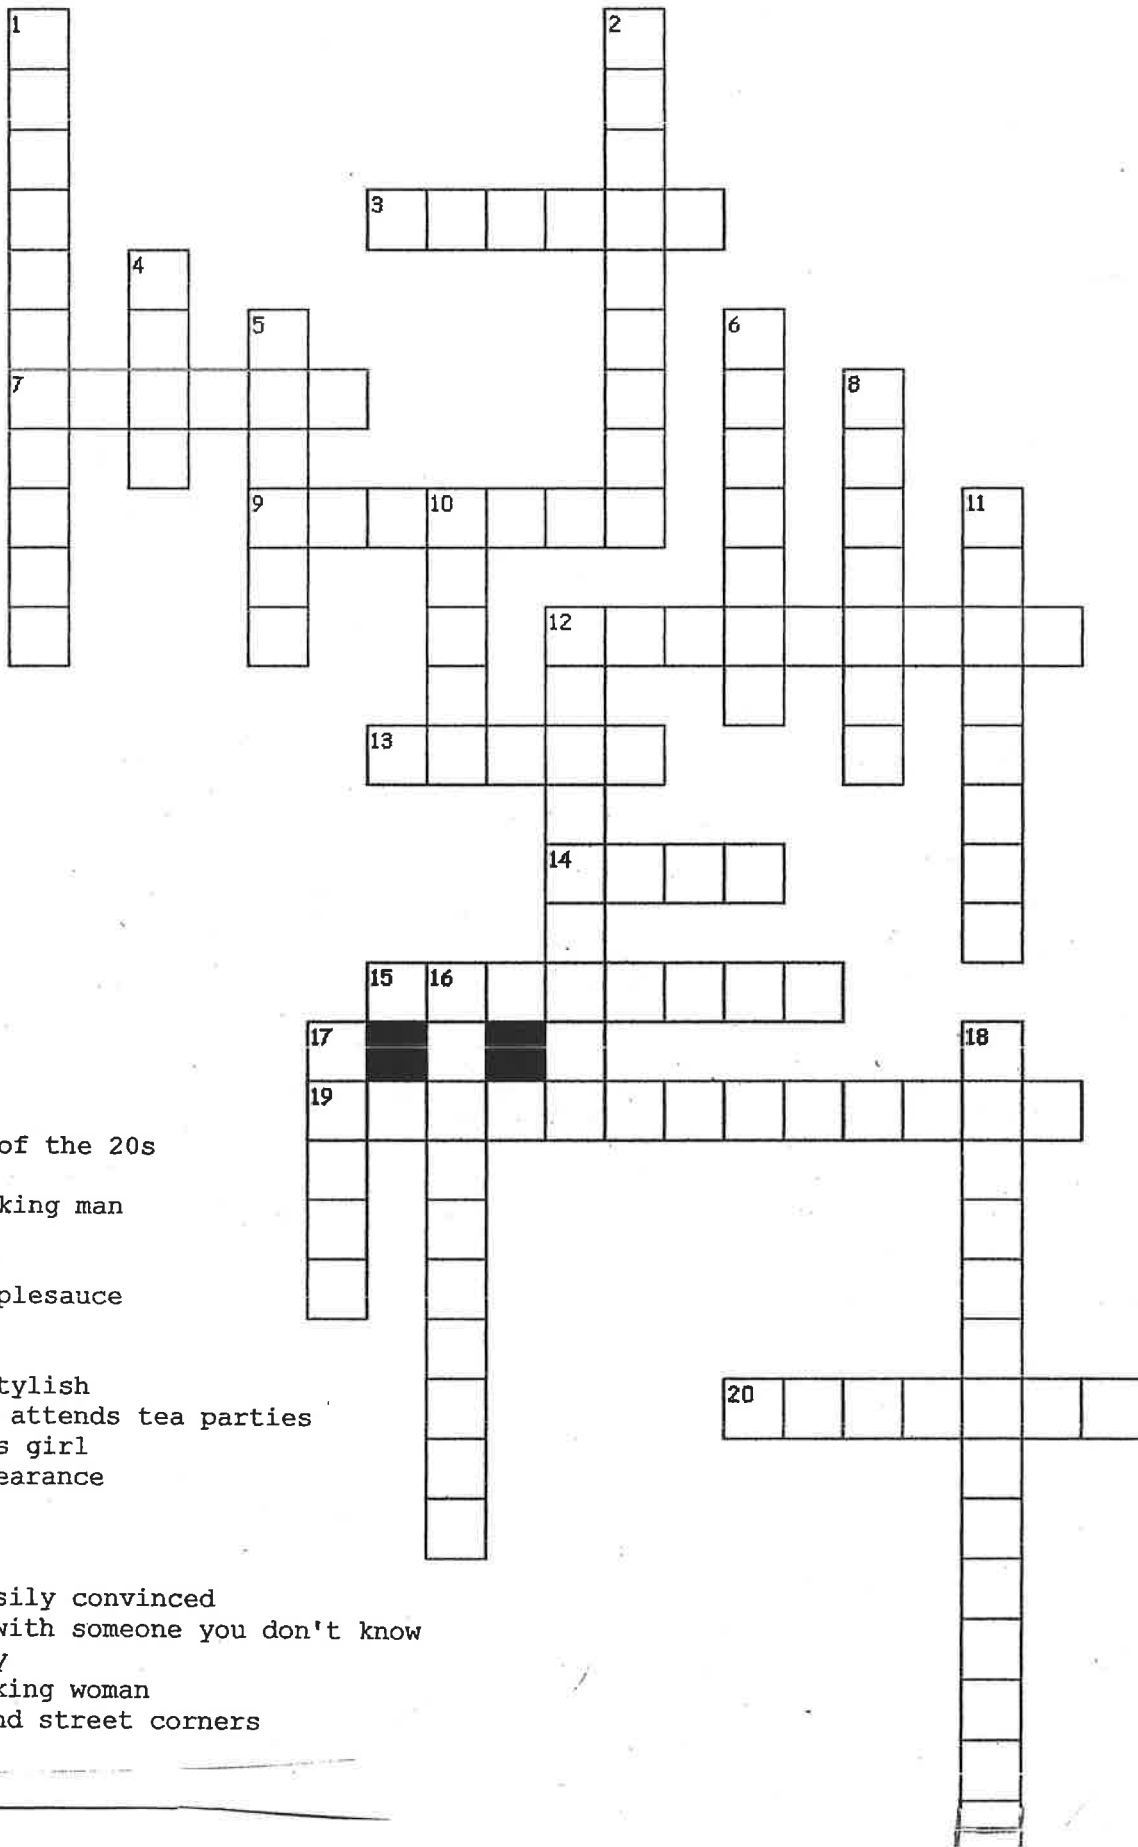 1
2
3
4
5
6
7
8
9
10
11
12
13
14
15
16
17
18
19
20
of the 20s
king man
plesauce
tylish
attends tea parties
s girl
earance
sily convinced
with someone you don't know
y
king woman
nd street corners